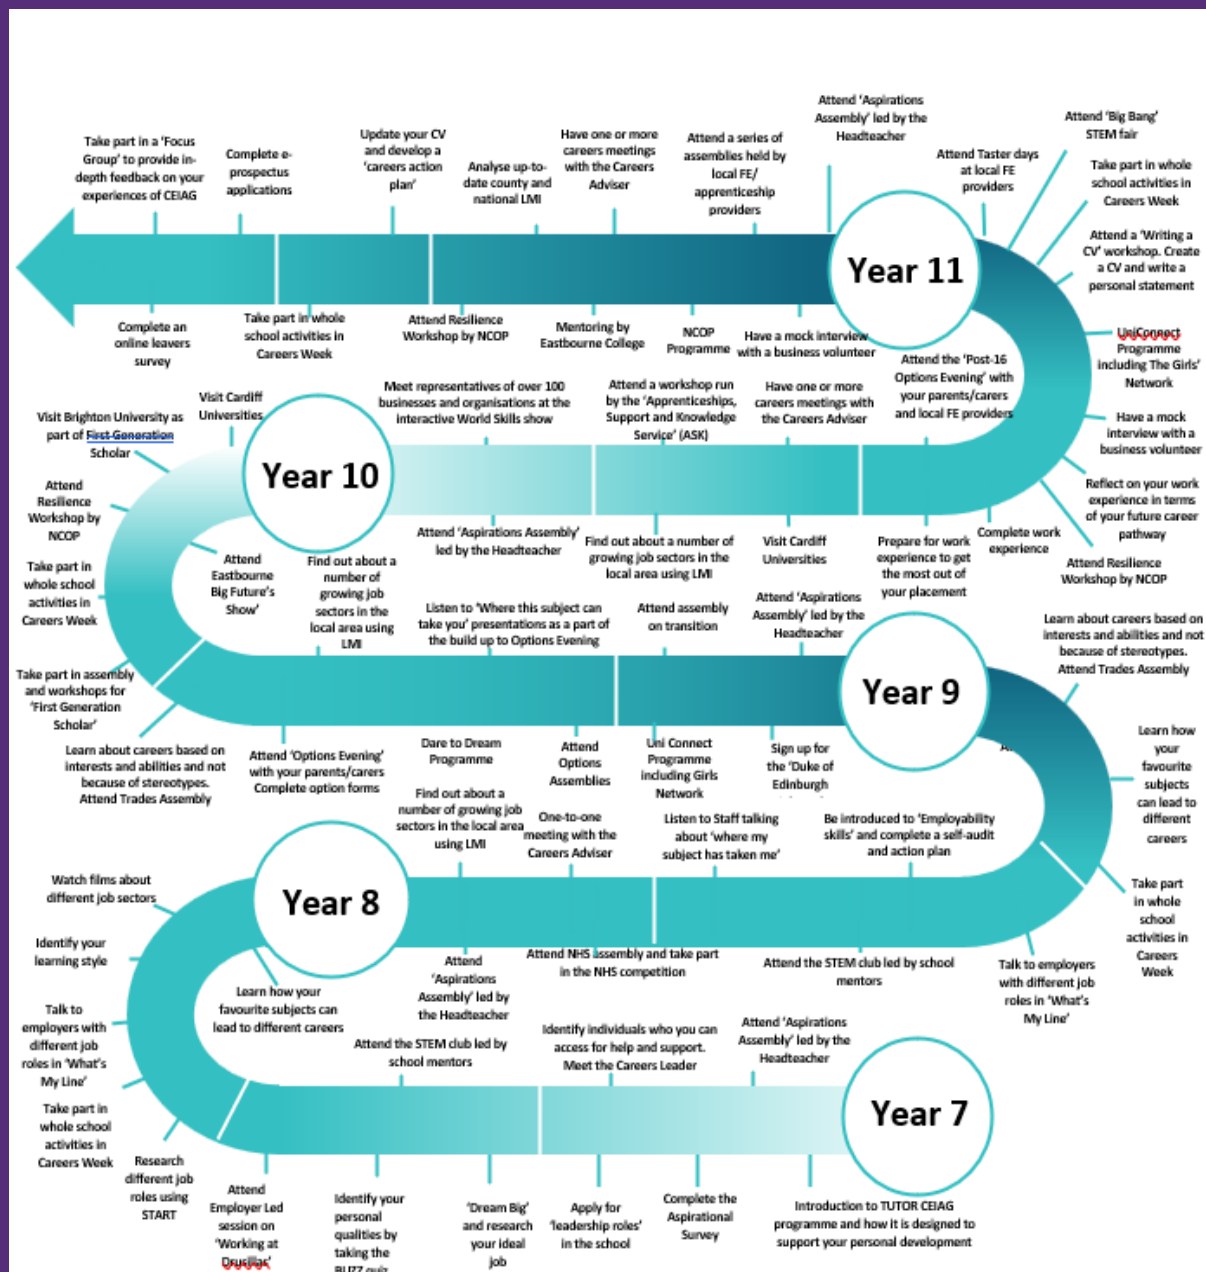 Attend ‘Aspirations
Assembly’ led by the
Headteacher
Attend ‘Big Bang’
STEM fair
Take part in a ‘Focus
Group’ to provide in-
depth feedback on your
experiences of CEIAG
Complete e-
prospectus
applications
Update your CV
and develop a
‘careers action
plan’
Analyse up-to-
date county and
national LMI
Have one or more
careers meetings
with the Careers
Adviser
Attend a series of
assemblies held by
local FE/
apprenticeship
providers
Attend Taster days
at local FE
providers
Take part in whole
school activities in
Careers Week
Attend a ‘Writing a
CV’ workshop. Create
a CV and write a
personal statement
Year 11
Complete an
online leavers
survey
Take part in whole
school activities in
Careers Week
Attend Resilience
Workshop by NCOP
Mentoring by
Eastbourne College
NCOP
Programme
Have a mock interview
with a business volunteer
UniConnect
Programme
including The Girls’
Network
Attend the ‘Post-16
Options Evening’ with
your parents/carers
and local FE providers
Have a mock
interview with a
business volunteer
Reflect on your work
experience in terms
of your future career
pathway
Attend Resilience
Workshop by NCOP
Visit Brighton University as
part of First Generation
Scholar
Visit Cardiff
Universities
Meet representatives of over 100
businesses and organisations at the
interactive World Skills show
Attend a workshop run
by the ‘Apprenticeships,
Support and Knowledge
Service’ (ASK)
Have one or more
careers meetings with
the Careers Adviser
Year 10
Attend
Resilience
Workshop by
NCOP
Take part in
whole school
activities in
Careers Week
Attend
Eastbourne
Big Future’s
Show’
Find out about a
number of
growing job
sectors in the
local area using
LMI
Attend ‘Aspirations Assembly’
led by the Headteacher
Find out about a number of
growing job sectors in the
local area using LMI
Visit Cardiff
Universities
Prepare for work
experience to get
the most out of
your placement
Complete work
experience
Listen to ‘Where this subject can
take you’ presentations as a part of
the build up to Options Evening
Attend assembly
on transition
Attend ‘Aspirations
Assembly’ led by the
Headteacher
Learn about careers based on
interests and abilities and not
because of stereotypes.
Attend Trades Assembly
Year 9
Take part in assembly
and workshops for
‘First Generation
Scholar’
Learn about careers based on
interests and abilities and not
because of stereotypes.
Attend Trades Assembly
Attend ‘Options Evening’
with your parents/carers
Complete option forms
Dare to Dream
Programme
Attend
Options
Assemblies
Uni Connect
Programme
including Girls
Network
Sign up for
the ‘Duke of
Edinburgh
Learn how
your
favourite
subjects
can lead to
different
careers
Find out about a
number of growing job
sectors in the local area
using LMI
One-to-one
meeting with the
Careers Adviser
Listen to Staff talking
about ‘where my
subject has taken me’
Be introduced to ‘Employability
skills’ and complete a self-audit
and action plan
Take part
in whole
school
activities in
Careers
Week
Year 8
Watch films about
different job sectors
Identify your
learning style
Talk to
employers with
different job
roles in ‘What’s
My Line’
Take part in
whole school
activities in
Careers Week
Learn how your
favourite subjects can
lead to different careers
Attend
‘Aspirations
Assembly’ led by
the Headteacher
Attend NHS assembly and take part
in the NHS competition
Attend the STEM club led by school
mentors
Talk to employers
with different job
roles in ‘What’s
My Line’
Attend the STEM club led by
school mentors
Identify individuals who you can
access for help and support.
Meet the Careers Leader
Attend ‘Aspirations
Assembly’ led by the
Headteacher
Year 7
Research
different job
roles using
START
Attend
Employer Led
session on
‘Working at
Drusillas’
Identify your
personal
qualities by
taking the
BUZZ quiz
‘Dream Big’
and research
your ideal
job
Apply for
‘leadership roles’
in the school
Complete the
Aspirational
Survey
Introduction to TUTOR CEIAG
programme and how it is designed to
support your personal development